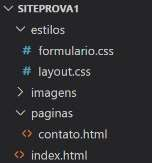 SITEPROVA1
estilos
# formulario.css
# layout.css
imagens
paginas
<> contato.html
<> index.html